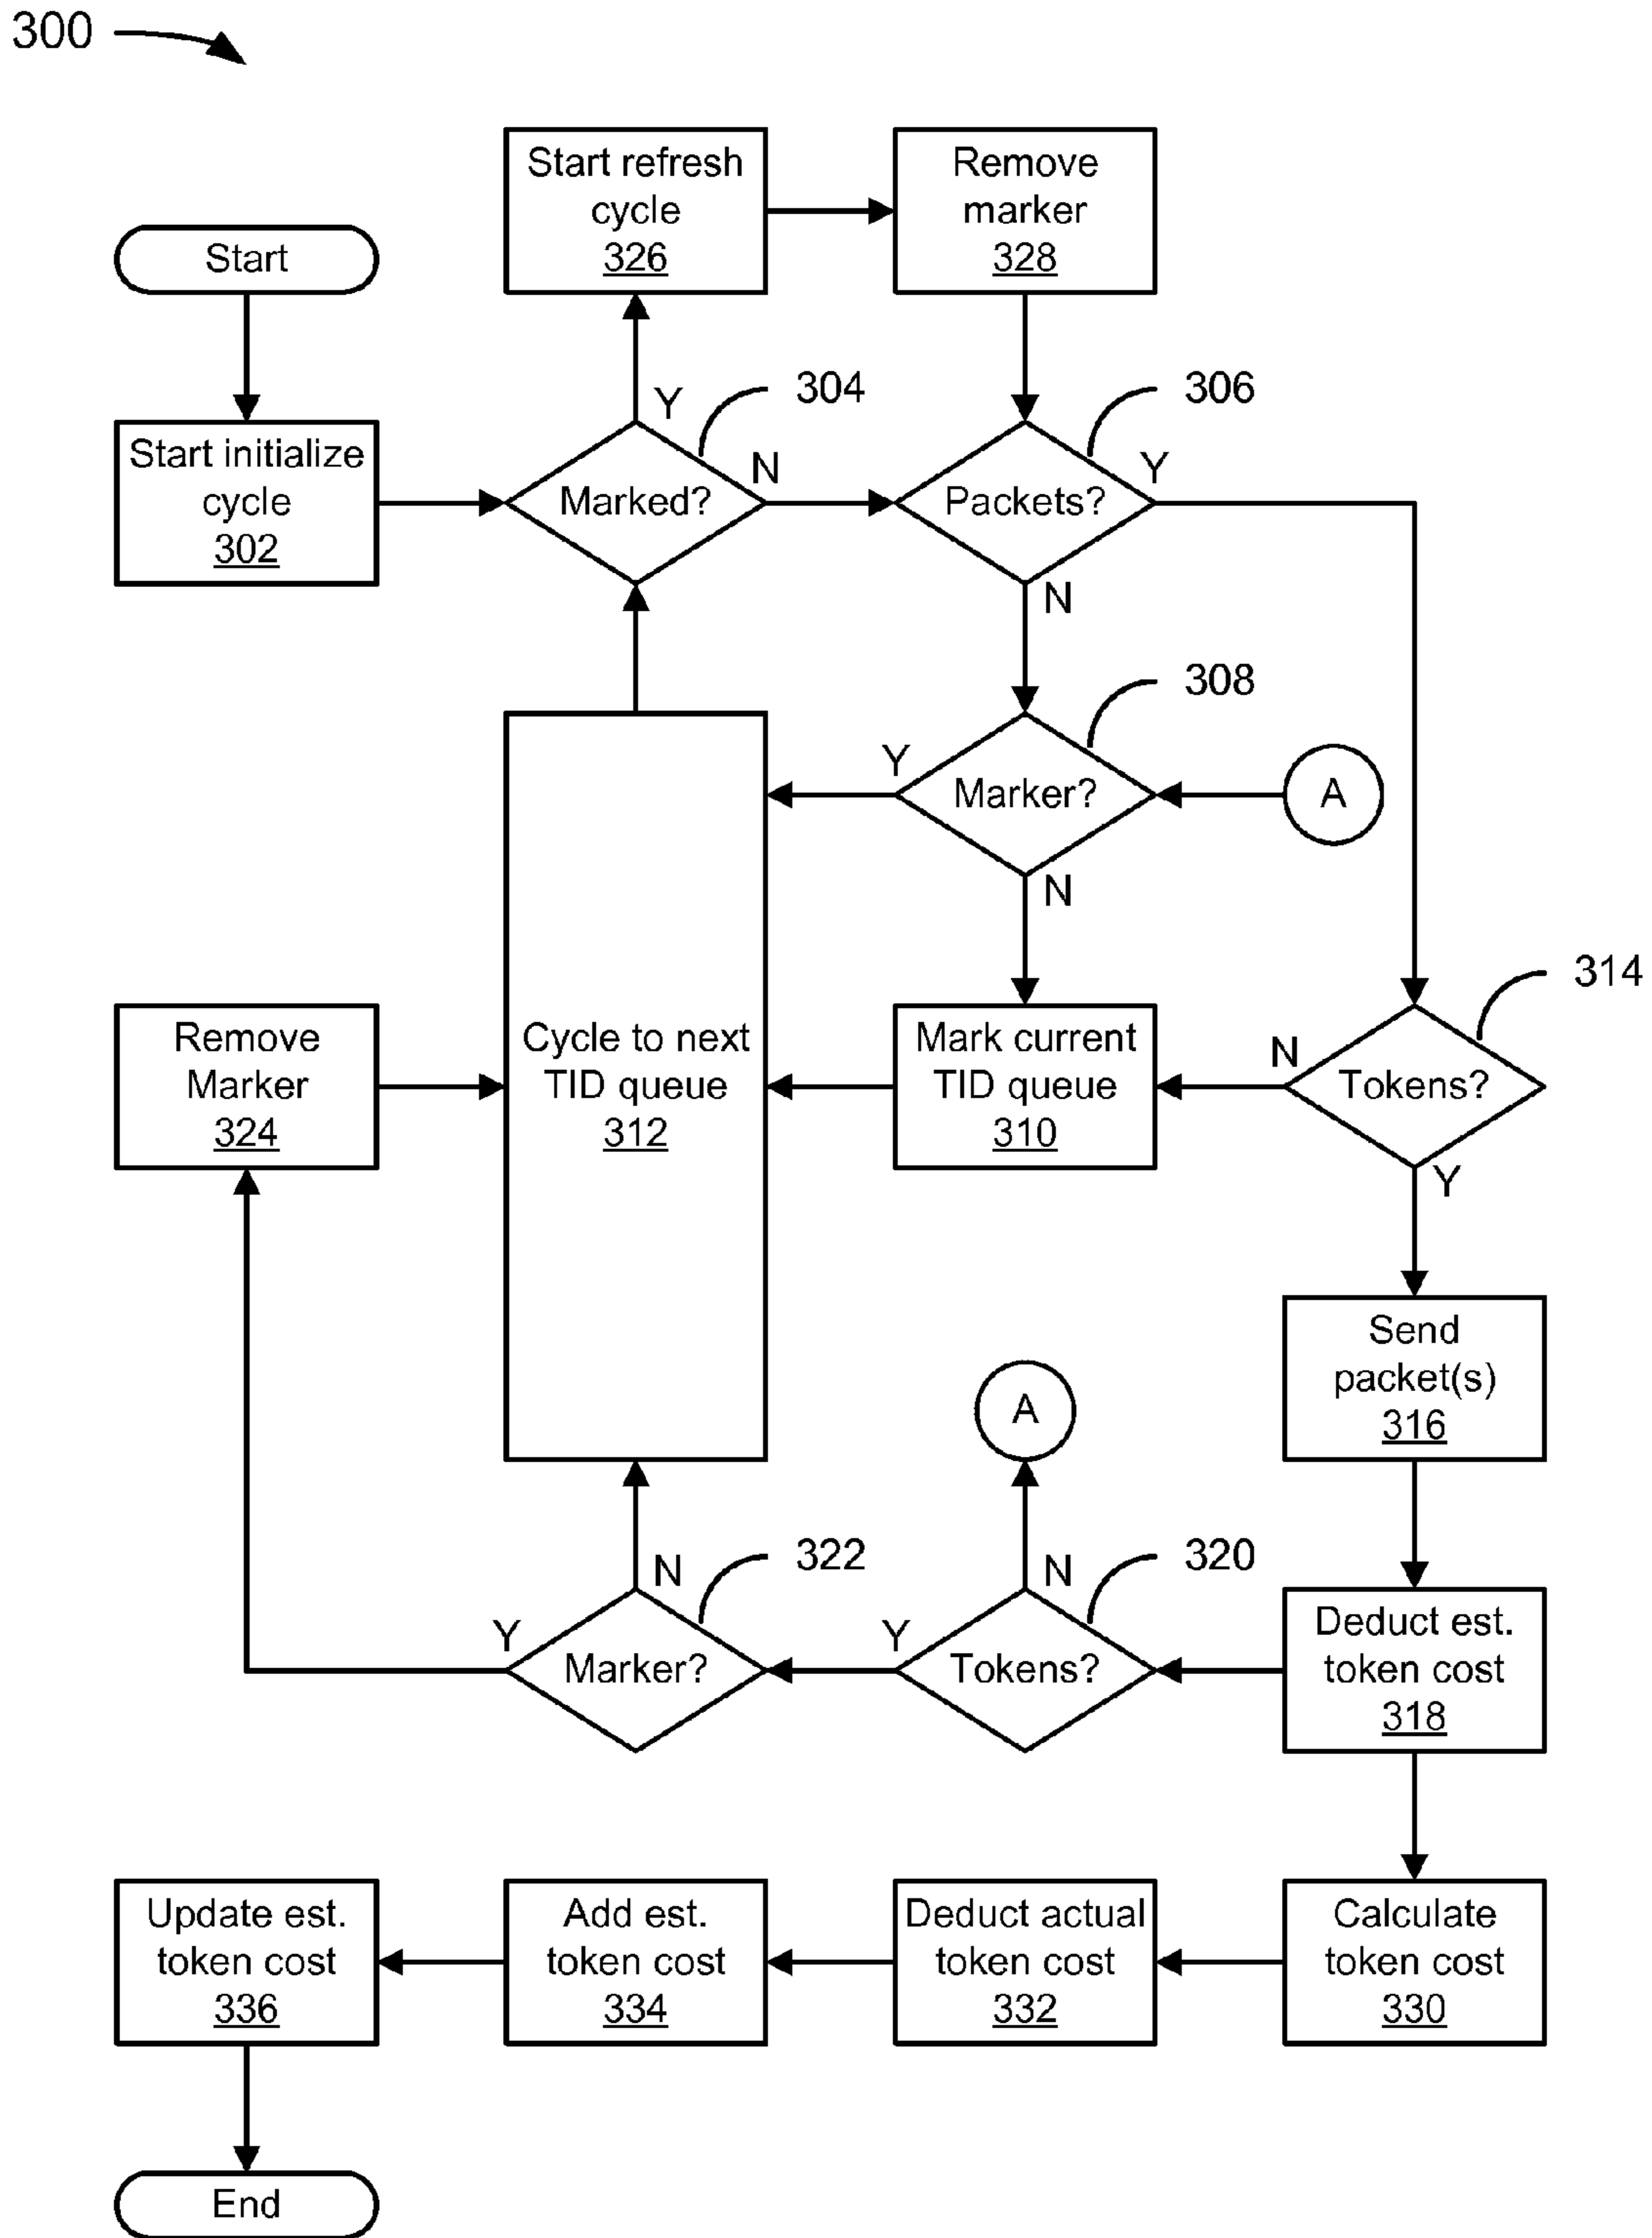 300
Start refresh
cycle
326
Remove
marker
328
Start
Start initialize
cycle
302
Y
304
Marked?
N
306
Y
Packets?
N
308
Y
Marker?
A
N
Remove
Marker
324
Cycle to next
TID queue
312
Mark current
TID queue
310
314
N
Tokens?
Y
Send
packet(s)
316
A
322
N
Y
Marker?
320
N
Y
Tokens?
Deduct est.
token cost
318
Update est.
token cost
336
Add est.
token cost
334
Deduct actual
token cost
332
Calculate
token cost
330
End